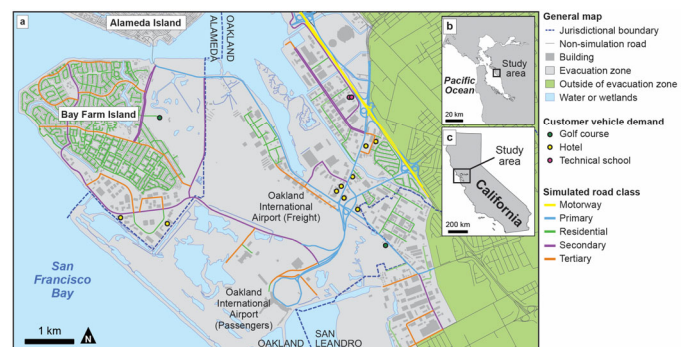 a
Alameda Island
OAKLAND
ALAMEDA
Bay Farm Island
Oakland
International
Airport (Freight)
Oakland
International
Airport
(Passengers)
San
Francisco
Bay
OAKLAND
SAN
LEANDRO
1 km
N
b
Study
area
Pacific
Ocean
20 km
c
Study
area
California
200 km
General map
Jurisdictional boundary
Non-simulation road
Building
Evacuation zone
Outside of evacuation zone
Water or wetlands
Customer vehicle demand
Golf course
Hotel
Technical school
Simulated road class
Motorway
Primary
Residential
Secondary
Tertiary